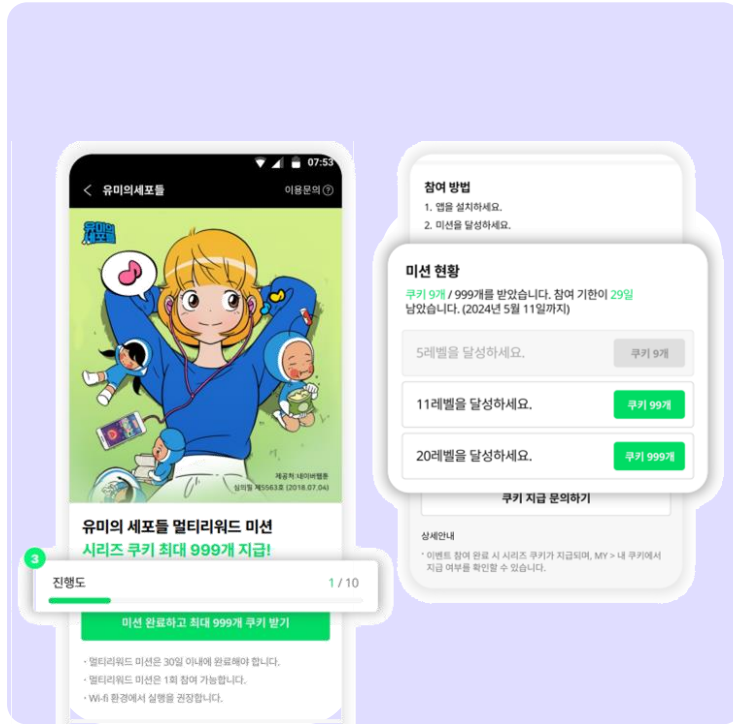 07:53
유미의세포들
이용문의 ?
유미의
세포들
제공처:네이버웹툰
심의필 제5563호 (2018.07.04)
유미의 세포들 멀티리워드 미션
시리즈 쿠키 최대 999개 지급!
3
진행도
1 / 10
미션 완료하고 최대 999개 쿠키 받기
· 멀티리워드 미션은 30일 이내에 완료해야 합니다.
· 멀티리워드 미션은 1회 참여 가능합니다.
· Wi-fi 환경에서 실행을 권장합니다.
참여 방법
1. 앱을 설치하세요.
2. 미션을 달성하세요.
미션 현황
쿠키 9개 / 999개를 받았습니다. 참여 기한이 29일
남았습니다. (2024년 5월 11일까지)
5레벨을 달성하세요.
쿠키 9개
11레벨을 달성하세요.
쿠키 99개
20레벨을 달성하세요.
쿠키 999개
쿠키 지급 문의하기
상세안내
* 이벤트 참여 완료 시 시리즈 쿠키가 지급되며, MY > 내 쿠키에서
지급 여부를 확인할 수 있습니다.